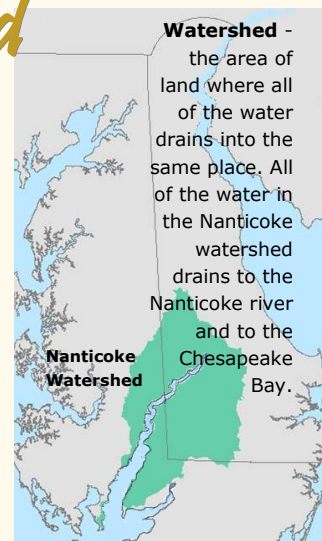 d
Watershed -
the area of
land where all
of the water
drains into the
same place. All
of the water in
the Nanticoke
watershed
drains to the
Nanticoke river
and to the
Chesapeake
Bay.
Nanticoke
Watershed